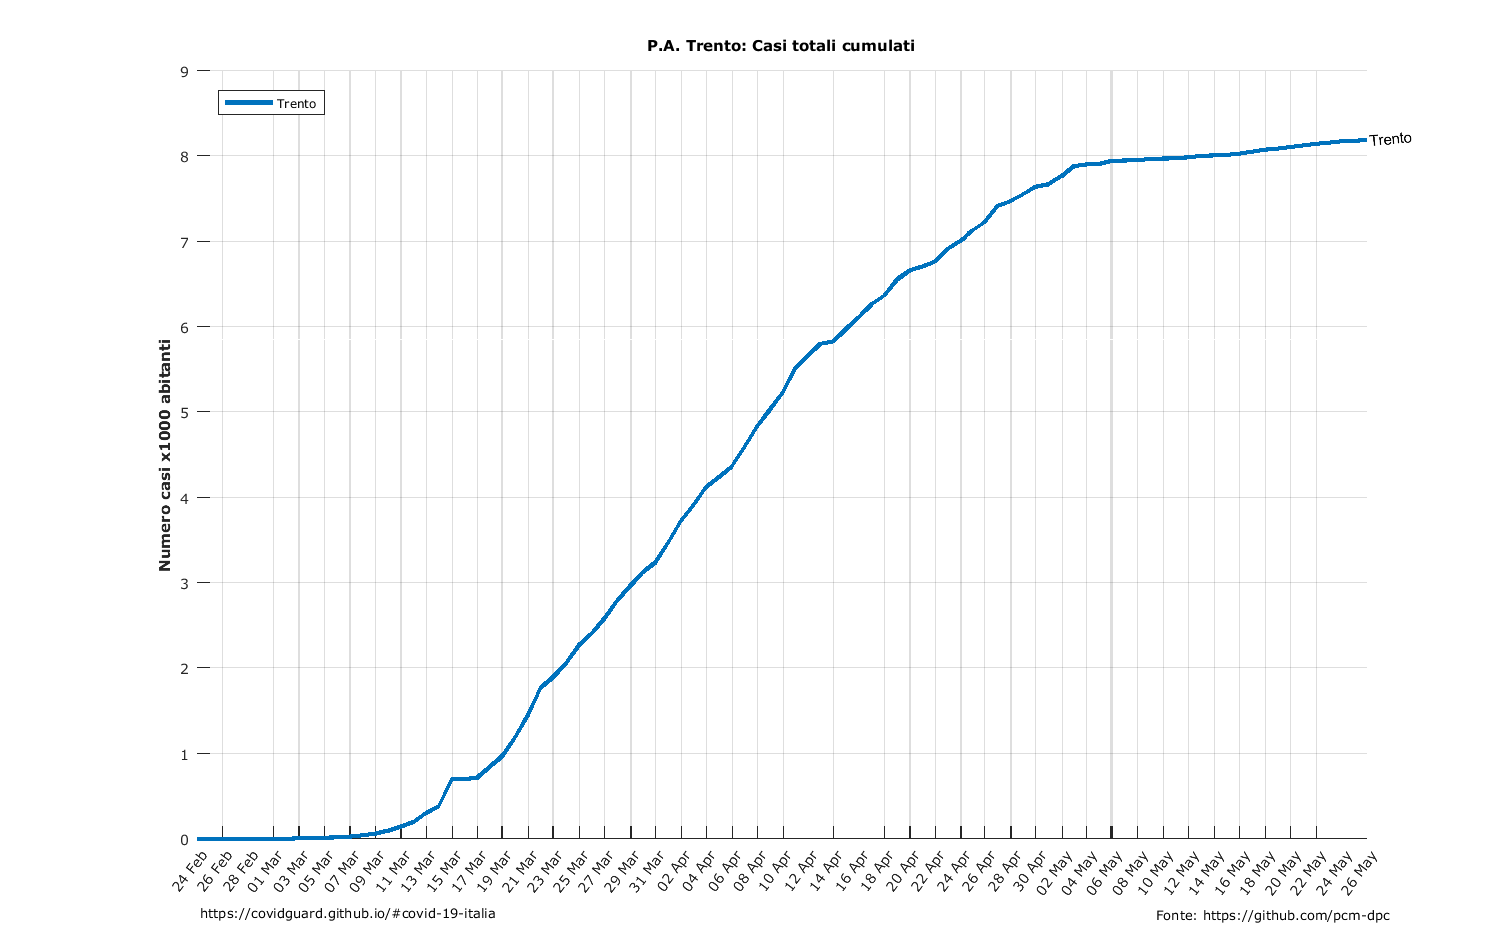 P.A. Trento: Casi totali cumulati
Trento
Trento
Numero casi x1000 abitanti
9
8
7
6
5
4
3
2
1
0
24 Feb
26 Feb
28 Feb
01 Mar
03 Mar
05 Mar
07 Mar
09 Mar
11 Mar
13 Mar
15 Mar
17 Mar
19 Mar
21 Mar
23 Mar
25 Mar
27 Mar
29 Mar
31 Mar
02 Apr
04 Apr
06 Apr
08 Apr
10 Apr
12 Apr
14 Apr
16 Apr
18 Apr
20 Apr
22 Apr
24 Apr
26 Apr
28 Apr
30 Apr
02 May
04 May
06 May
08 May
10 May
12 May
14 May
16 May
18 May
20 May
22 May
24 May
26 May
https://covidguard.github.io/#covid-19-italia
Fonte: https://github.com/pcm-dpc